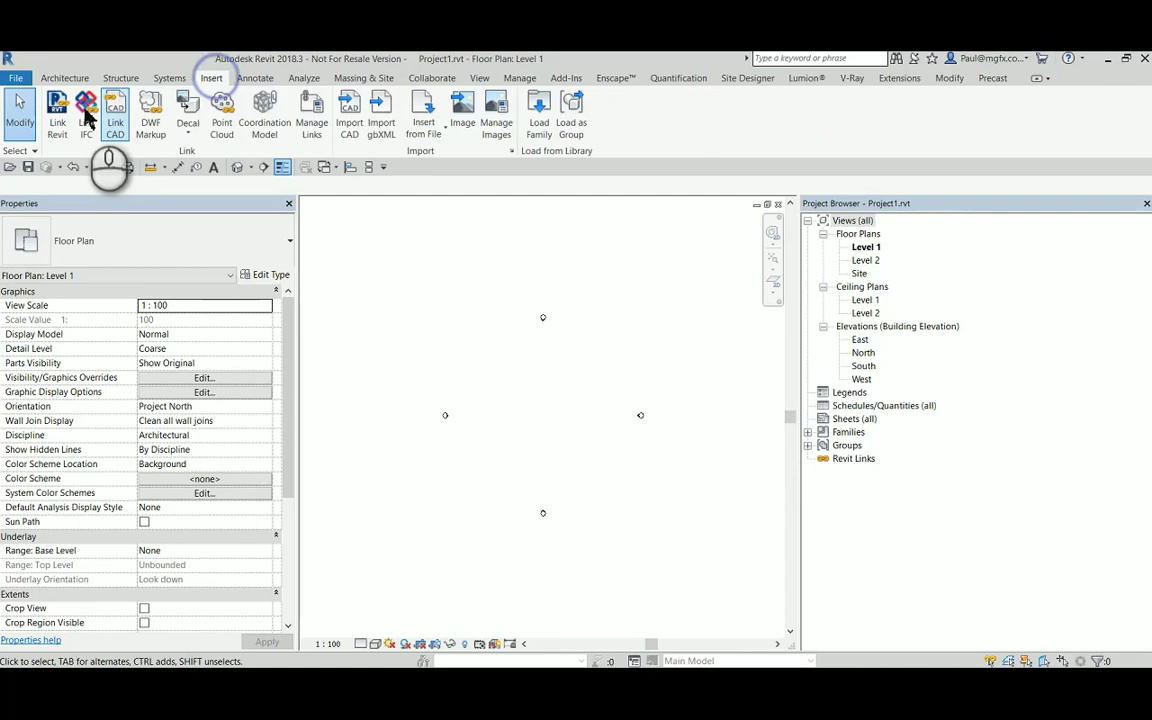 Autodesk Revit 2018.3 - Not For Resale Version - Project1.rvt - Floor Plan: Level 1
Type a keyword or phrase
Paul@mgfx.co...
File Architecture Structure Systems Insert Annotate Analyze Massing & Site Collaborate View Manage Add-Ins Enscape™ Quantification Site Designer Lumion® V-Ray Extensions Modify Precast
Modify
Link Revit
IFC
Link CAD
DWF Markup
Decal
Point Cloud
Coordination Model
Manage Links
Import CAD
Import gbXML
Insert from File
Image
Manage Images
Load Family
Load as Group
Select Link Import Load from Library
Properties
Floor Plan
Floor Plan: Level 1 Edit Type
Graphics
View Scale 1 : 100
Scale Value 1: 100
Display Model Normal
Detail Level Coarse
Parts Visibility Show Original
Visibility/Graphics Overrides Edit...
Graphic Display Options Edit...
Orientation Project North
Wall Join Display Clean all wall joins
Discipline Architectural
Show Hidden Lines By Discipline
Color Scheme Location Background
Color Scheme <none>
System Color Schemes Edit...
Default Analysis Display Style None
Sun Path
Underlay
Range: Base Level None
Range: Top Level Unbounded
Underlay Orientation Look down
Extents
Crop View
Crop Region Visible
Properties help Apply
1 : 100
Project Browser - Project1.rvt
Views (all)
Floor Plans
Level 1
Level 2
Site
Ceiling Plans
Level 1
Level 2
Elevations (Building Elevation)
East
North
South
West
Legends
Schedules/Quantities (all)
Sheets (all)
Families
Groups
Revit Links
Click to select, TAB for alternates, CTRL adds, SHIFT unselects.
:0
Main Model
:0